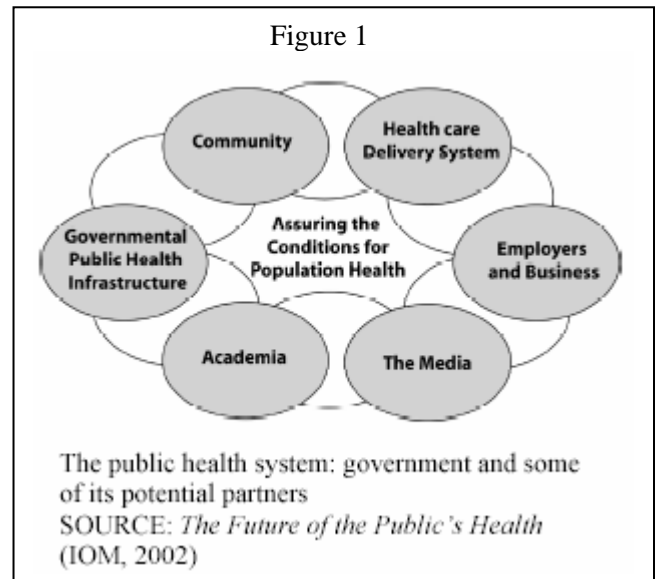 Figure 1
Community
Health care
Delivery System
Governmental
Public Health
Infrastructure
Assuring the
Conditions for
Population Health
Employers
and Business
Academia
The Media
The public health system: government and some
of its potential partners
SOURCE: The Future of the Public's Health
(IOM, 2002)